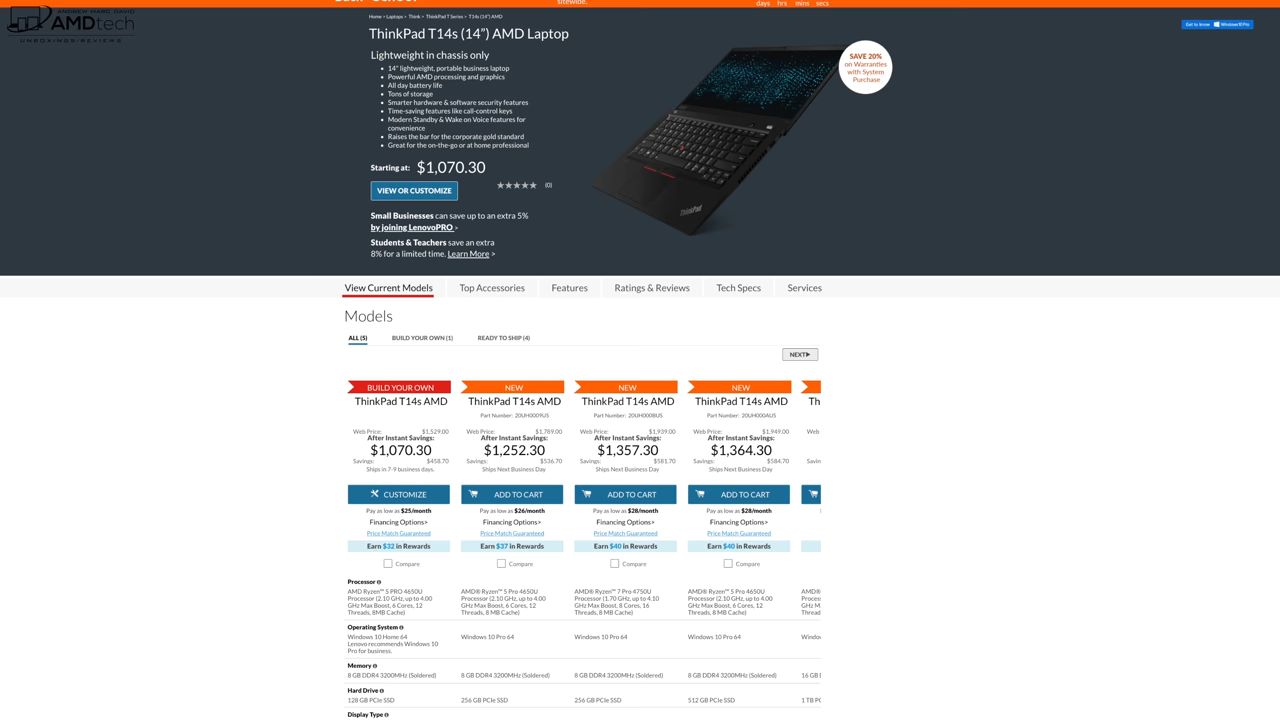 sitewide.
days hrs mins secs
ANDREW MARC DAVID
AMDtech
UNBOXINGS/REVIEWS
Home > Laptops > Think > ThinkPad T Series > T14s (14") AMD
Get to know Windows10Pro
ThinkPad T14s (14”) AMD Laptop
Lightweight in chassis only
14" lightweight, portable business laptop
Powerful AMD processing and graphics
All day battery life
Tons of storage
Smarter hardware & software security features
Time-saving features like call-control keys
Modern Standby & Wake on Voice features for
convenience
Raises the bar for the corporate gold standard
Great for the on-the-go or at home professional
SAVE 20%
on Warranties
with System
Purchase
ThinkPad
Starting at: $1,070.30
VIEW OR CUSTOMIZE
(0)
Small Businesses can save up to an extra 5%
by joining LenovoPRO >
Students & Teachers save an extra
8% for a limited time. Learn More >
View Current Models Top Accessories Features Ratings & Reviews Tech Specs Services
Models
ALL (5) BUILD YOUR OWN (1) READY TO SHIP (4)
NEXT
BUILD YOUR OWN NEW NEW NEW
ThinkPad T14s AMD ThinkPad T14s AMD ThinkPad T14s AMD ThinkPad T14s AMD Th
Part Number: 20UH0009US Part Number: 20UH000BUS Part Number: 20UH000AUS
Web Price: $1,529.00 Web Price: $1,789.00 Web Price: $1,939.00 Web Price: $1,949.00 Web
After Instant Savings: After Instant Savings: After Instant Savings: After Instant Savings:
$1,070.30 $1,252.30 $1,357.30 $1,364.30
Savings: $458.70 Savings: $536.70 Savings: $581.70 Savings: $584.70 Savin
Ships in 7-9 business days. Ships Next Business Day Ships Next Business Day Ships Next Business Day
CUSTOMIZE ADD TO CART ADD TO CART ADD TO CART
Pay as low as $25/month Pay as low as $26/month Pay as low as $28/month Pay as low as $28/month
Financing Options> Financing Options> Financing Options> Financing Options>
Price Match Guaranteed Price Match Guaranteed Price Match Guaranteed Price Match Guaranteed
Earn $32 in Rewards Earn $37 in Rewards Earn $40 in Rewards Earn $40 in Rewards
Compare Compare Compare Compare
Processor
AMD Ryzen™ 5 PRO 4650U AMD® Ryzen™ 5 Pro 4650U AMD® Ryzen™ 7 Pro 4750U AMD® Ryzen™ 5 Pro 4650U AMD®
Processor (2.10 GHz, up to 4.00 Processor (2.10 GHz, up to 4.00 Processor (1.70 GHz, up to 4.10 Processor (2.10 GHz, up to 4.00 Proces
GHz Max Boost, 6 Cores, 12 GHz Max Boost, 6 Cores, 12 GHz Max Boost, 8 Cores, 16 GHz Max Boost, 6 Cores, 12 GHz M
Threads, 8MB Cache) Threads, 8 MB Cache) Threads, 8 MB Cache) Threads, 8 MB Cache) Thread
Operating System
Windows 10 Home 64 Windows 10 Pro 64 Windows 10 Pro 64 Windows 10 Pro 64 Windo
Lenovo recommends Windows 10
Pro for business.
Memory
8 GB DDR4 3200MHz (Soldered) 8 GB DDR4 3200MHz (Soldered) 8 GB DDR4 3200MHz (Soldered) 8 GB DDR4 3200MHz (Soldered) 16 GB
Hard Drive
128 GB PCIe SSD 256 GB PCIe SSD 256 GB PCIe SSD 512 GB PCIe SSD 1 TB PC
Display Type